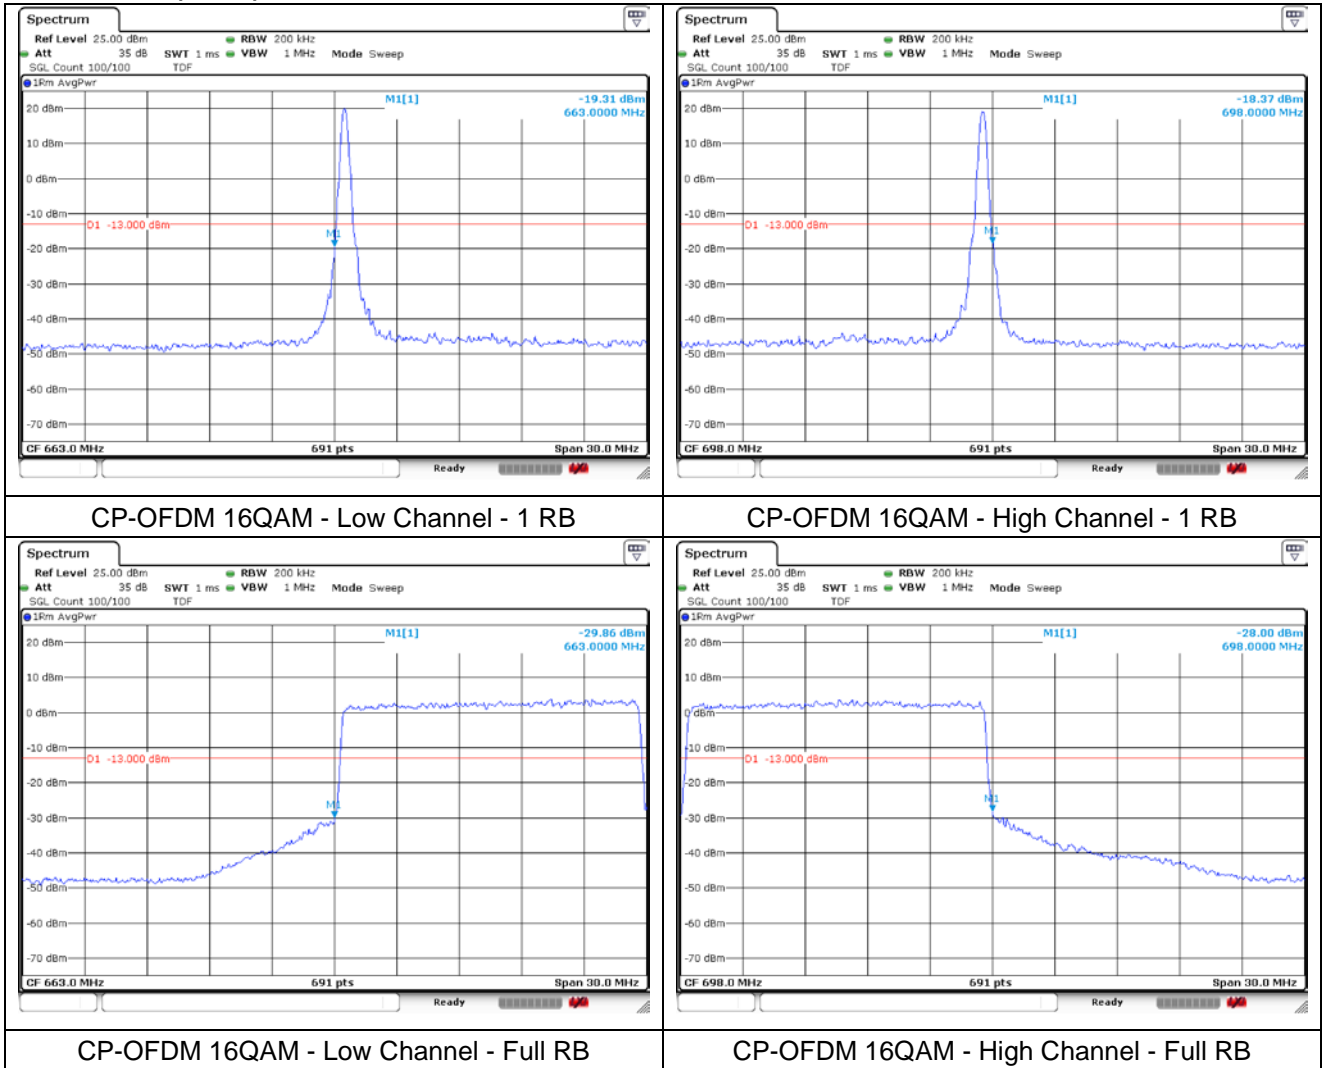 Spectrum
Ref Level 25.00 dBm RBW 200 kHz
Att 35 dB SWT 1 ms VBW 1 MHz Mode Sweep
SGL Count 100/100 TDF
1Rm AvgPwr
M1[1] -19.31 dBm
663.0000 MHz
20 dBm
10 dBm
0 dBm
-10 dBm
D1 -13.000 dBm
M1
-20 dBm
-30 dBm
-40 dBm
-50 dBm
-60 dBm
-70 dBm
CF 663.0 MHz 691 pts Span 30.0 MHz
Ready
CP-OFDM 16QAM - Low Channel - 1 RB
Spectrum
Ref Level 25.00 dBm RBW 200 kHz
Att 35 dB SWT 1 ms VBW 1 MHz Mode Sweep
SGL Count 100/100 TDF
1Rm AvgPwr
M1[1] -18.37 dBm
698.0000 MHz
20 dBm
10 dBm
0 dBm
-10 dBm
D1 -13.000 dBm
M1
-20 dBm
-30 dBm
-40 dBm
-50 dBm
-60 dBm
-70 dBm
CF 698.0 MHz 691 pts Span 30.0 MHz
Ready
CP-OFDM 16QAM - High Channel - 1 RB
Spectrum
Ref Level 25.00 dBm RBW 200 kHz
Att 35 dB SWT 1 ms VBW 1 MHz Mode Sweep
SGL Count 100/100 TDF
1Rm AvgPwr
M1[1] -29.86 dBm
663.0000 MHz
20 dBm
10 dBm
0 dBm
-10 dBm
D1 -13.000 dBm
-20 dBm
M1
-30 dBm
-40 dBm
-50 dBm
-60 dBm
-70 dBm
CF 663.0 MHz 691 pts Span 30.0 MHz
Ready
CP-OFDM 16QAM - Low Channel - Full RB
Spectrum
Ref Level 25.00 dBm RBW 200 kHz
Att 35 dB SWT 1 ms VBW 1 MHz Mode Sweep
SGL Count 100/100 TDF
1Rm AvgPwr
M1[1] -28.00 dBm
698.0000 MHz
20 dBm
10 dBm
0 dBm
-10 dBm
D1 -13.000 dBm
-20 dBm
M1
-30 dBm
-40 dBm
-50 dBm
-60 dBm
-70 dBm
CF 698.0 MHz 691 pts Span 30.0 MHz
Ready
CP-OFDM 16QAM - High Channel - Full RB